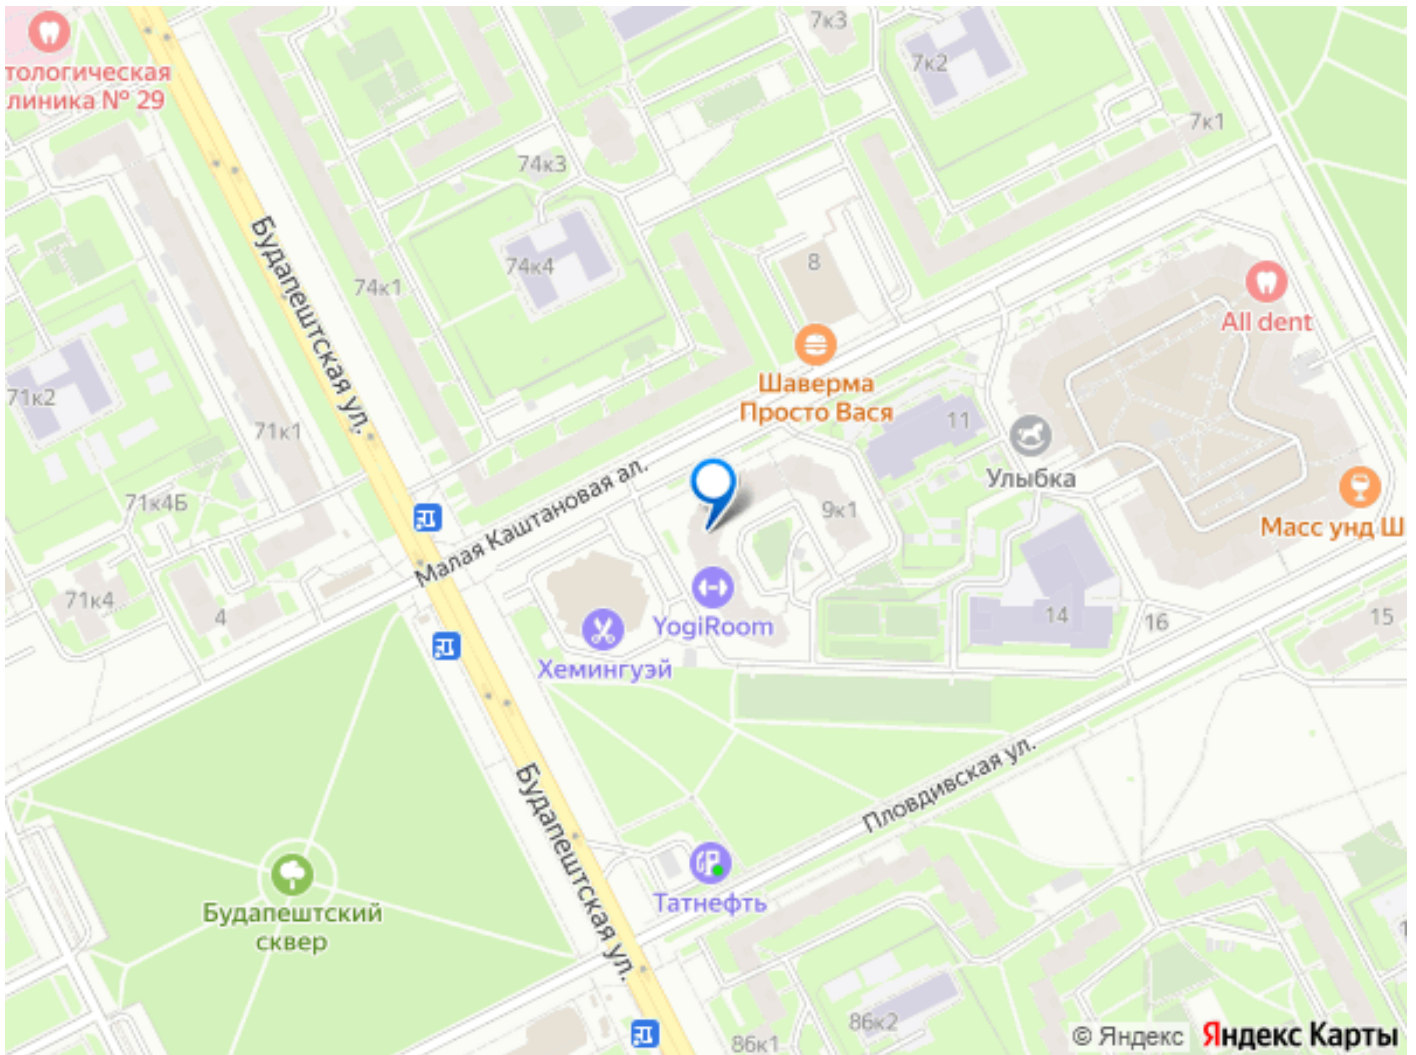 7к3
7к2
тологическая
линика № 29
7к1
74к3
74к4
8
74к1
Будапештская ул.
All dent
Шаверма
Просто Вася
71к2
11
71к1
Улыбка
71к4Б
Малая Каштановая ал.
9к1
Масс унд Ш
71к4
4
YogiRoom
14
16
15
Хемингуэй
Пловдивская ул.
Будапештская ул.
Татнефть
Будапештский
сквер
86к2
86к1
© Яндекс Яндекс Карты